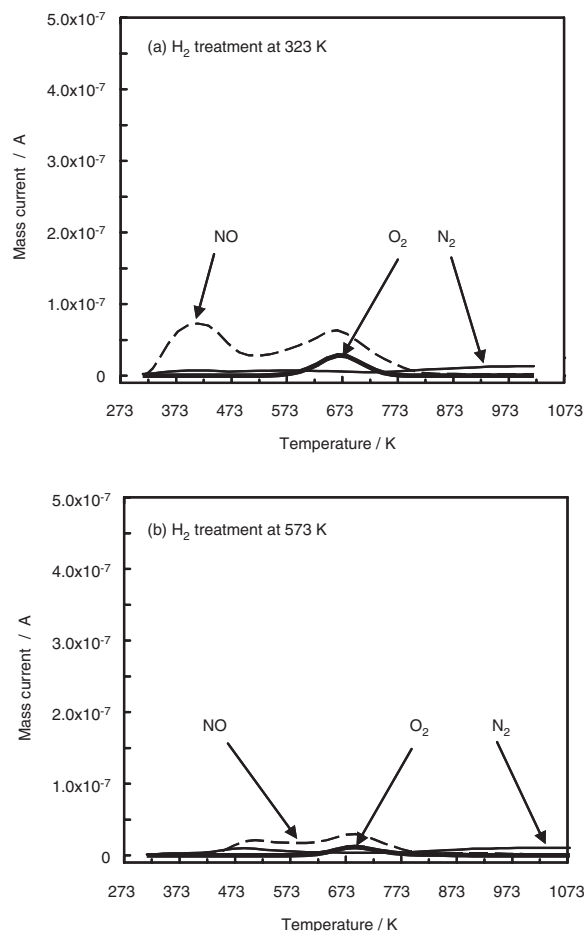 5.0x10⁻⁷
(a) H₂ treatment at 323 K
4.0x10⁻⁷
3.0x10⁻⁷
Mass current / A
2.0x10⁻⁷
NO O₂ N₂
1.0x10⁻⁷
0
273 373 473 573 673 773 873 973 1073
Temperature / K
5.0x10⁻⁷
(b) H₂ treatment at 573 K
4.0x10⁻⁷
3.0x10⁻⁷
Mass current / A
2.0x10⁻⁷
NO O₂ N₂
1.0x10⁻⁷
0
273 373 473 573 673 773 873 973 1073
Temperature / K